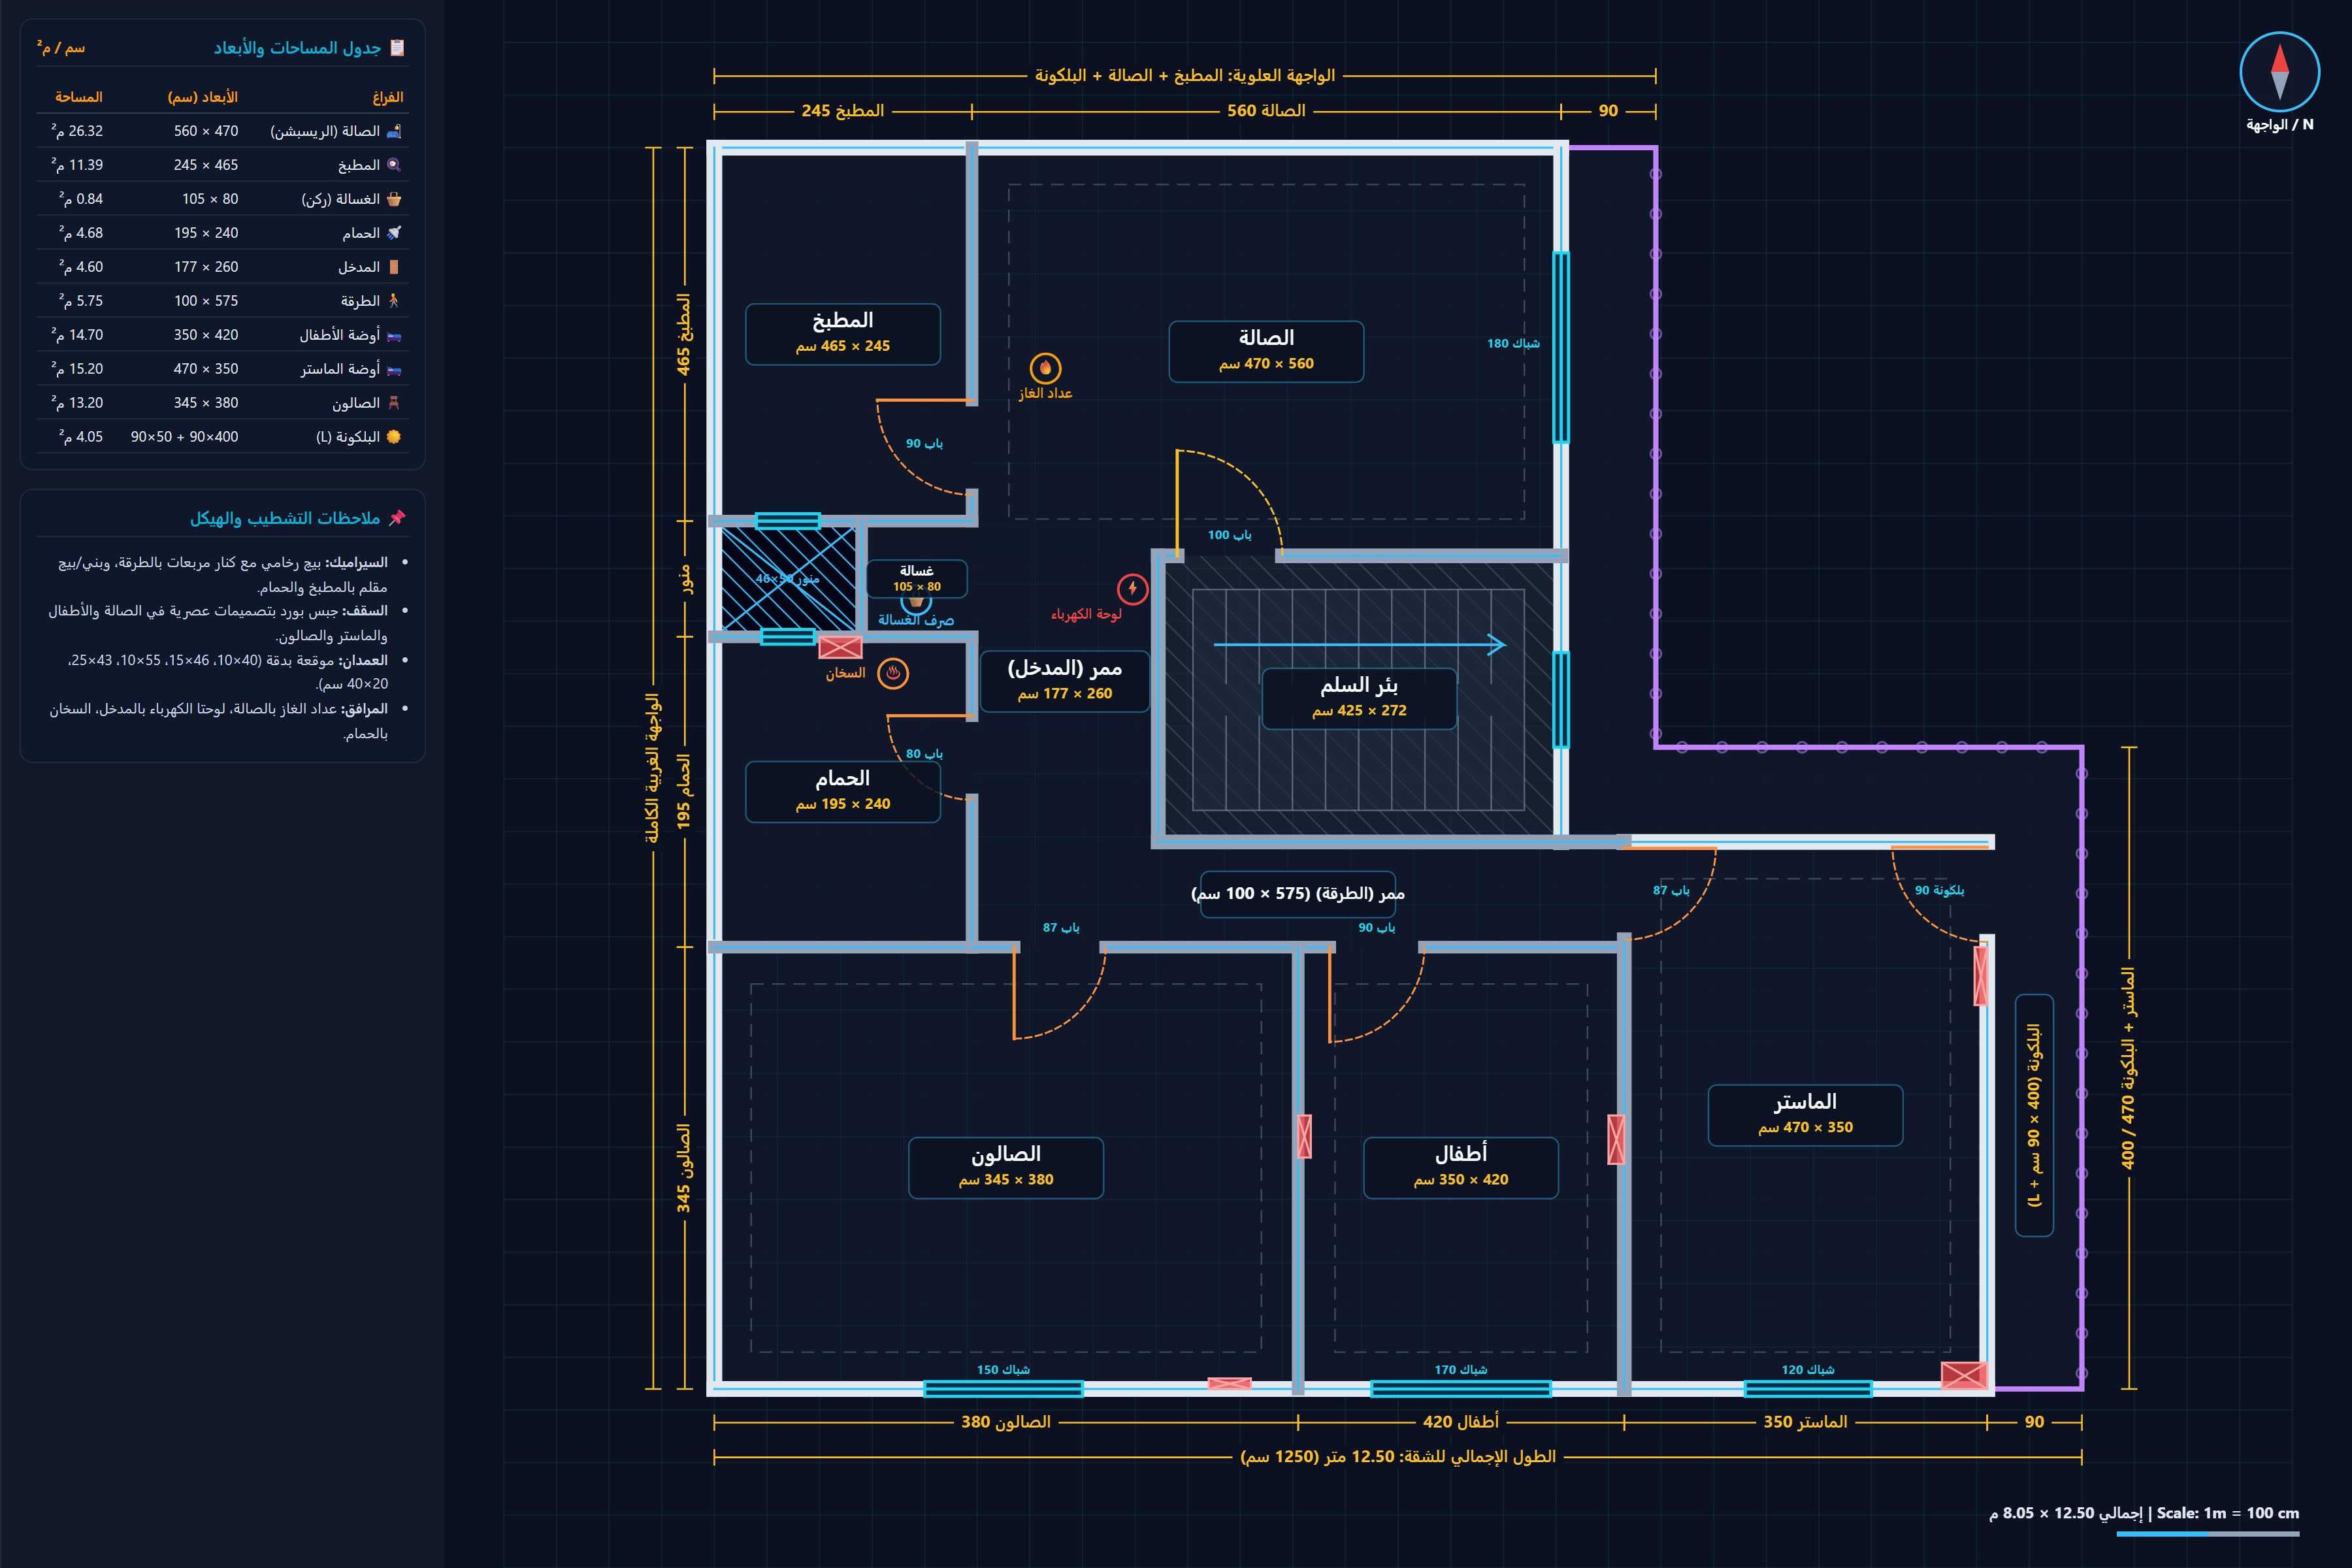 📋 جدول المساحات والأبعاد
سم / م²
الفراغ الأبعاد (سم) المساحة
🛋️ الصالة (الريسبشن) 560 × 470 26.32 م²
🍳 المطبخ 245 × 465 11.39 م²
🧺 الغسالة (ركن) 105 × 80 0.84 م²
🚿 الحمام 195 × 240 4.68 م²
🚪 المدخل 177 × 260 4.60 م²
🚶 الطرقة 100 × 575 5.75 م²
🛏️ أوضة الأطفال 350 × 420 14.70 م²
🛏️ أوضة الماستر 470 × 350 15.20 م²
🪑 الصالون 345 × 380 13.20 م²
☀️ البلكونة (L) 90×50 + 90×400 4.05 م²
📌 ملاحظات التشطيب والهيكل
• السيراميك: بيج رخامي مع كنار مربعات بالطرقة، وبني/بيج
مقلم بالمطبخ والحمام.
• السقف: جبس بورد بتصميمات عصرية في الصالة والأطفال
والماستر والصالون.
• العمدان: موقعة بدقة (40×10، 46×15، 55×10، 43×25،
20×40 سم).
• المرافق: عداد الغاز بالصالة، لوحتا الكهرباء بالمدخل، السخان
بالحمام.
الواجهة العلوية: المطبخ + الصالة + البلكونة
المطبخ 245
الصالة 560
90
N / الواجهة
المطبخ 465
منور
الحمام 195
الصالون 345
الواجهة الغربية الكاملة
المطبخ
245 × 465 سم
الصالة
560 × 470 سم
شباك 180
عداد الغاز
باب 90
باب 100
منور 50×46
غسالة
80 × 105
صرف الغسالة
لوحة الكهرباء
السخان
ممر (المدخل)
260 × 177 سم
بئر السلم
272 × 425 سم
باب 80
الحمام
240 × 195 سم
ممر (الطرقة) (575 × 100 سم)
باب 87
باب 90
باب 87
بلكونة 90
الصالون
380 × 345 سم
أطفال
420 × 350 سم
الماستر
350 × 470 سم
البلكونة (400 × 90 سم + L)
الماستر + البلكونة 470 / 400
شباك 150
شباك 170
شباك 120
الصالون 380
أطفال 420
الماستر 350
90
الطول الإجمالي للشقة: 12.50 متر (1250 سم)
Scale: 1m = 100 cm | إجمالي 12.50 × 8.05 م